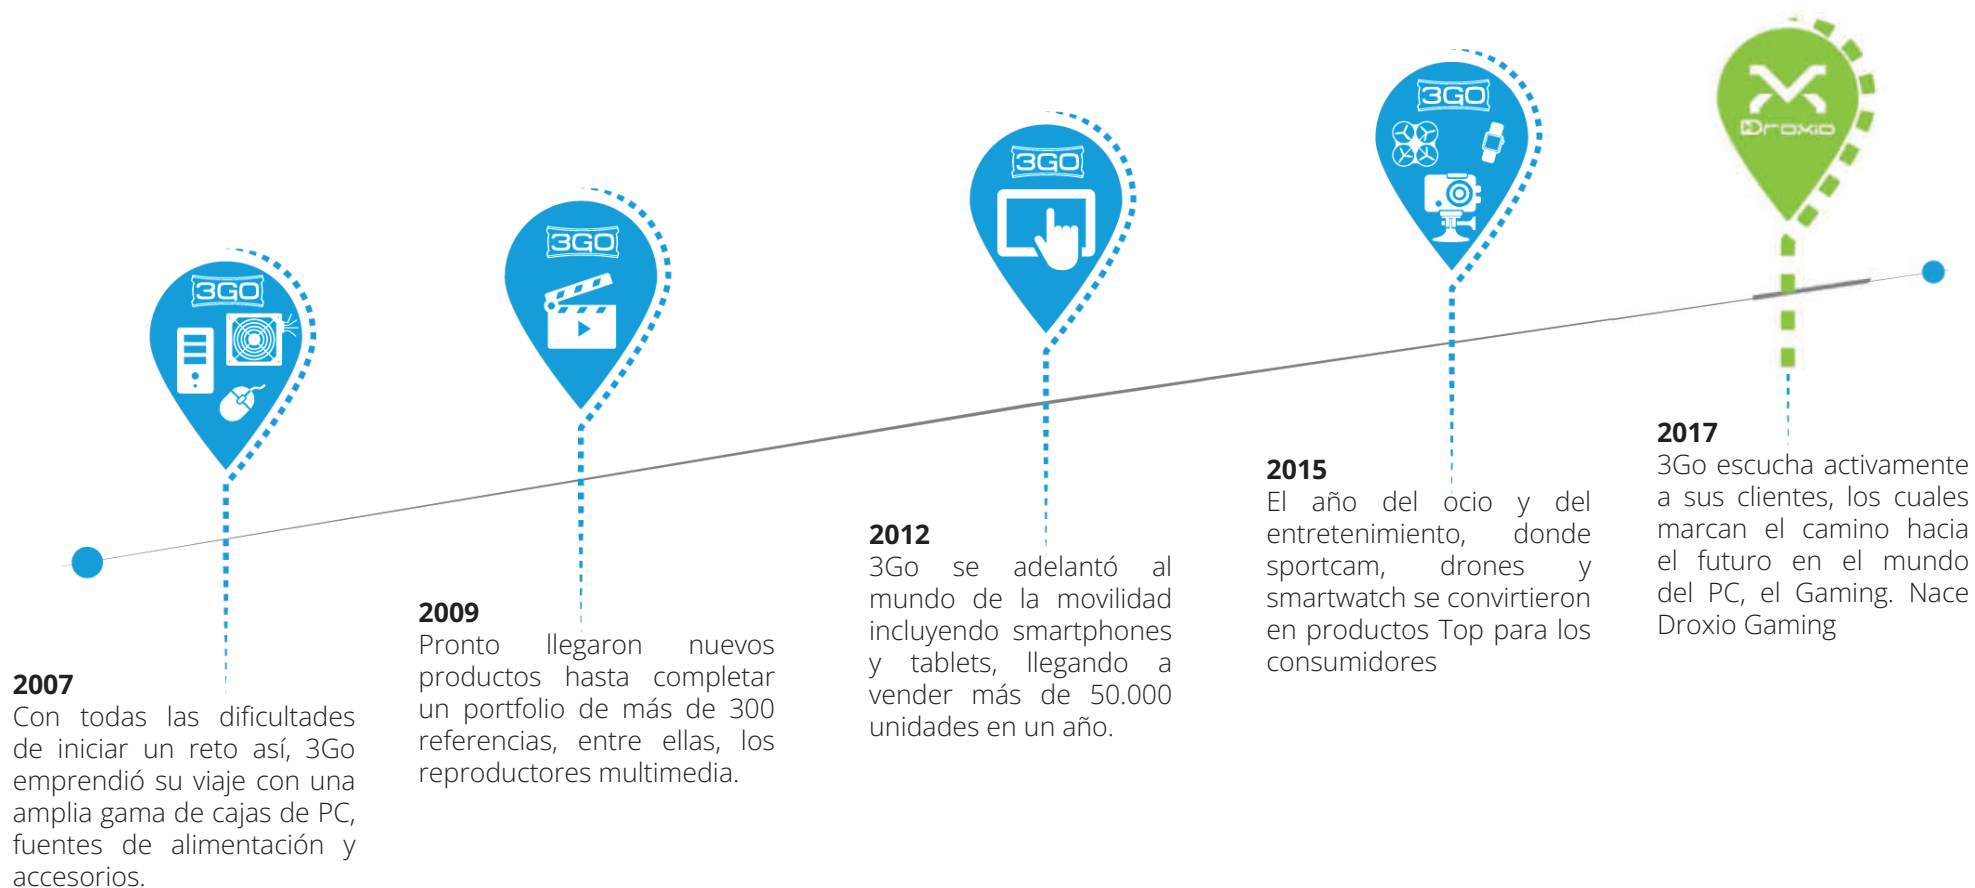 3GO
2007
Con todas las dificultades
de iniciar un reto así, 3Go
emprendió su viaje con una
amplia gama de cajas de PC,
fuentes de alimentación y
accesorios.
3GO
2009
Pronto llegaron nuevos
productos hasta completar
un portfolio de más de 300
referencias, entre ellas, los
reproductores multimedia.
3GO
2012
3Go se adelantó al
mundo de la movilidad
incluyendo smartphones
y tablets, llegando a
vender más de 50.000
unidades en un año.
3GO
2015
El año del ocio y del
entretenimiento, donde
sportcam, drones y
smartwatch se convirtieron
en productos Top para los
consumidores
Droxio
2017
3Go escucha activamente
a sus clientes, los cuales
marcan el camino hacia
el futuro en el mundo
del PC, el Gaming. Nace
Droxio Gaming